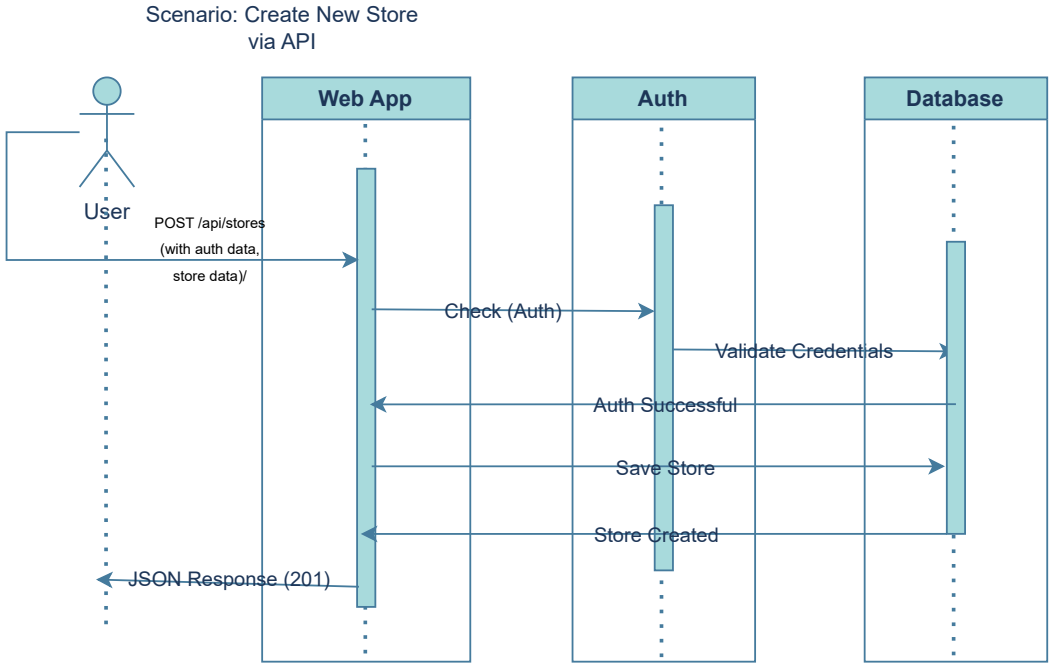 Scenario: Create New Store
via API
Web App
Auth
Database
User
POST /api/stores
(with auth data,
store data)/
Check (Auth)
Validate Credentials
Auth Successful
Save Store
Store Created
JSON Response (201)